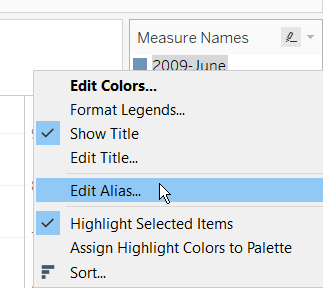 Measure Names
2009-June
Edit Colors...
Format Legends...
Show Title
Edit Title...
Edit Alias...
Highlight Selected Items
Assign Highlight Colors to Palette
Sort...